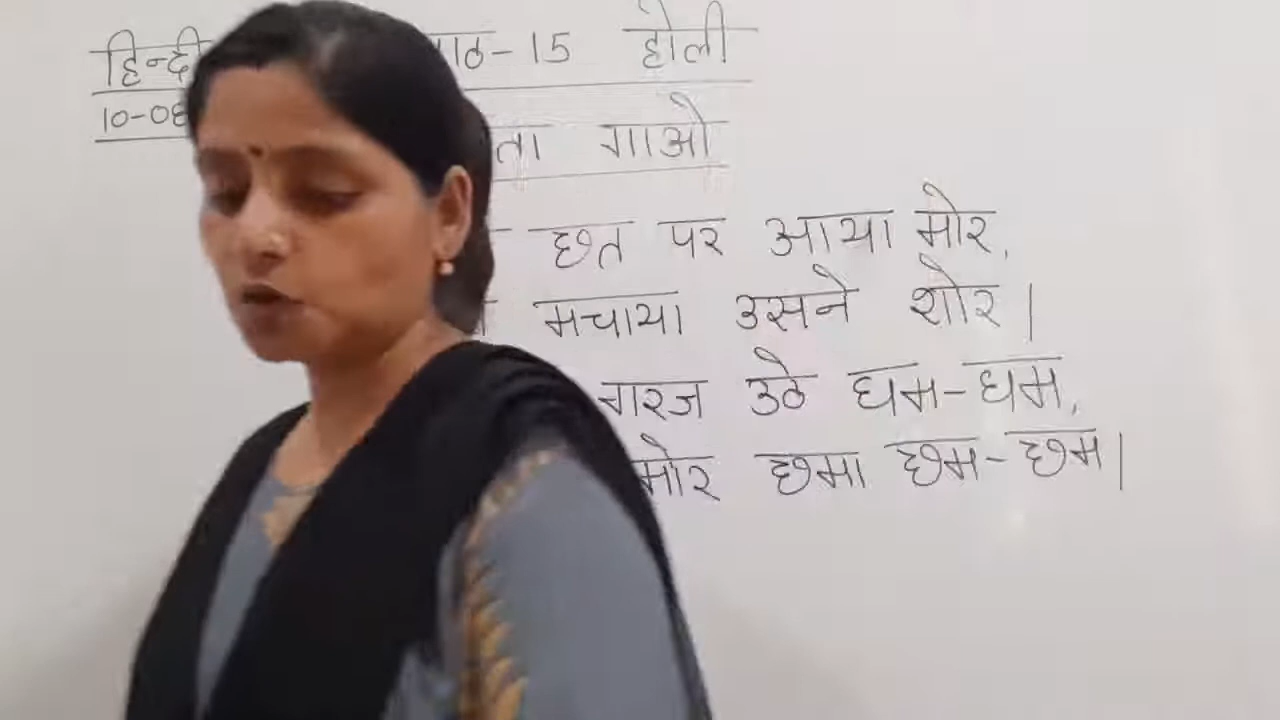 हिन्दी पाठ-15 होली
10-08
गाओ
छत पर आया मोर,
मचाया उसने शोर।
गरज उठे घम-घम,
मोर छमा छम-छम।